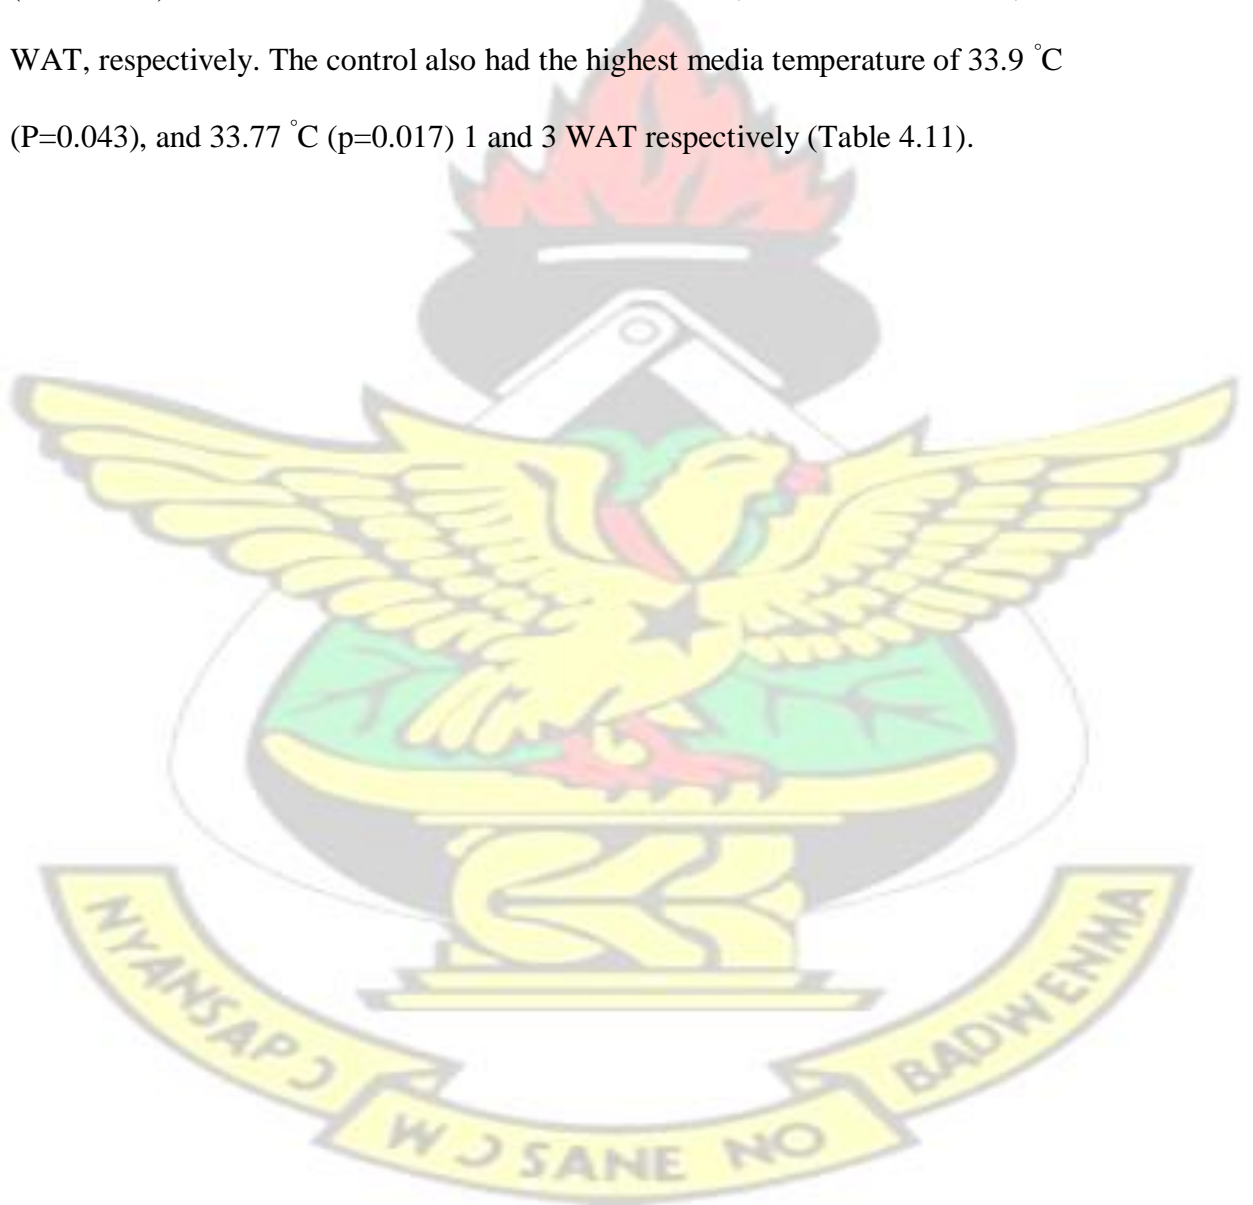 WAT, respectively. The control also had the highest media temperature of 33.9 °C
(P=0.043), and 33.77 °C (p=0.017) 1 and 3 WAT respectively (Table 4.11).
NYANSAPƆ
WƆSANE NO
BADWENMA